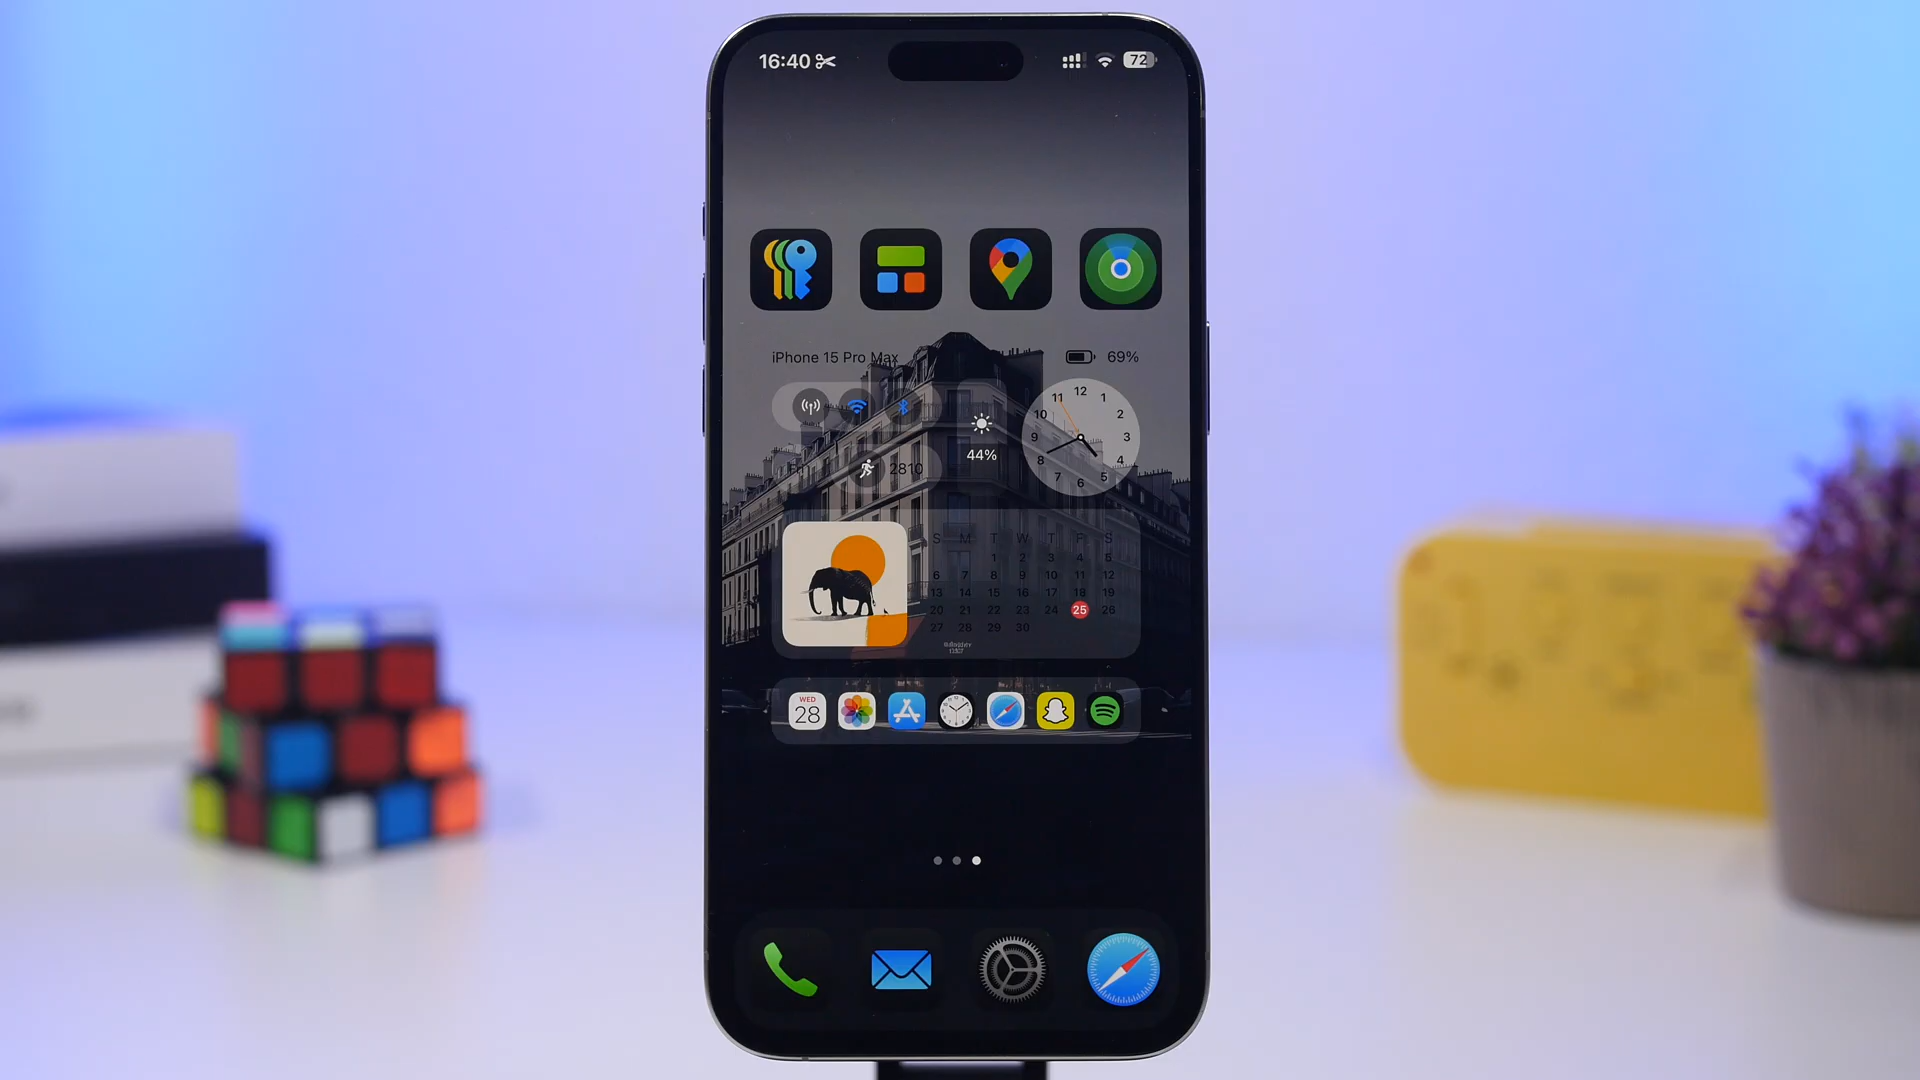 16:40
72
iPhone 15 Pro Max
69%
12
11 1
10 2
9 3
8 4
7 5
6
44%
2810
S M T W T F S
1 2 3 4 5
6 7 8 9 10 11 12
13 14 15 16 17 18 19
20 21 22 23 24 25 26
27 28 29 30
WED
28